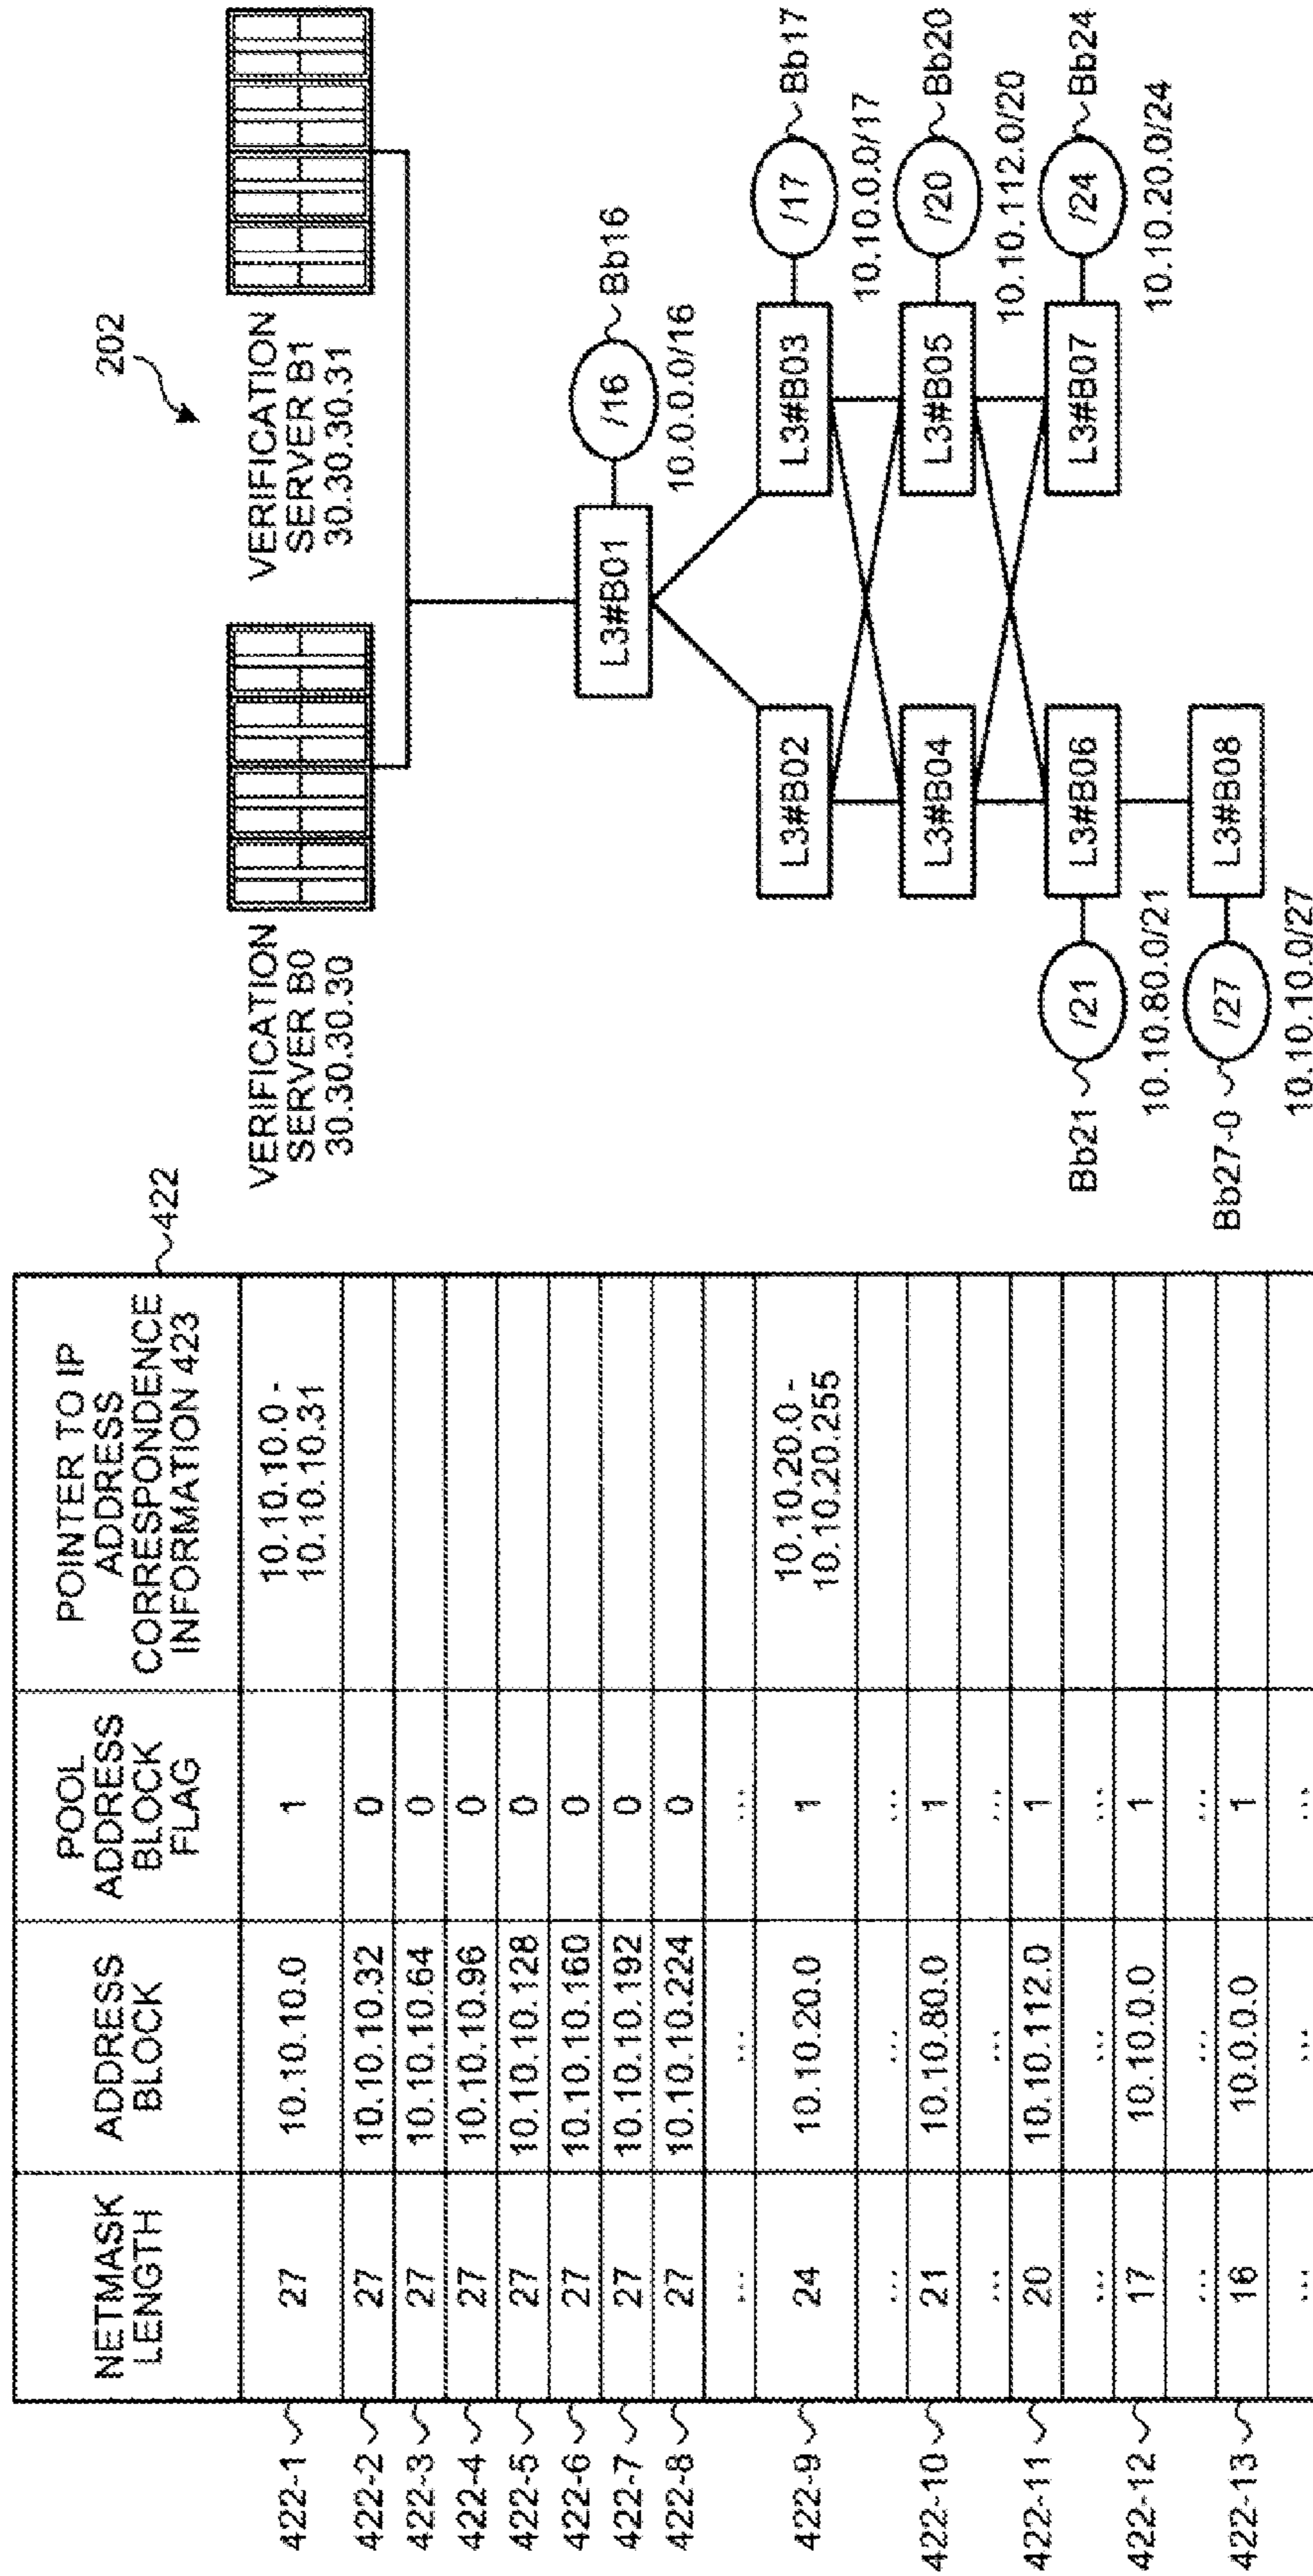 422
NETMASK LENGTH
ADDRESS BLOCK
POOL ADDRESS BLOCK FLAG
POINTER TO IP ADDRESS CORRESPONDENCE INFORMATION 423
422-1 27 10.10.10.0 1 10.10.10.0 - 10.10.10.31
422-2 27 10.10.10.32 0
422-3 27 10.10.10.64 0
422-4 27 10.10.10.96 0
422-5 27 10.10.10.128 0
422-6 27 10.10.10.160 0
422-7 27 10.10.10.192 0
422-8 27 10.10.10.224 0
... ... ...
422-9 24 10.10.20.0 1 10.10.20.0 - 10.10.20.255
... ... ...
422-10 21 10.10.80.0 1
... ... ...
422-11 20 10.10.112.0 1
... ... ...
422-12 17 10.10.0.0 1
... ... ...
422-13 16 10.0.0.0 1
... ... ...
202
VERIFICATION
SERVER B0
30.30.30.30
VERIFICATION
SERVER B1
30.30.30.31
L3#B01
/16
Bb16
10.0.0.0/16
L3#B02
L3#B03
/17
Bb17
10.10.0.0/17
L3#B04
L3#B05
/20
Bb20
10.10.112.0/20
Bb21
/21
10.10.80.0/21
L3#B06
L3#B07
/24
Bb24
10.10.20.0/24
Bb27-0
/27
10.10.10.0/27
L3#B08